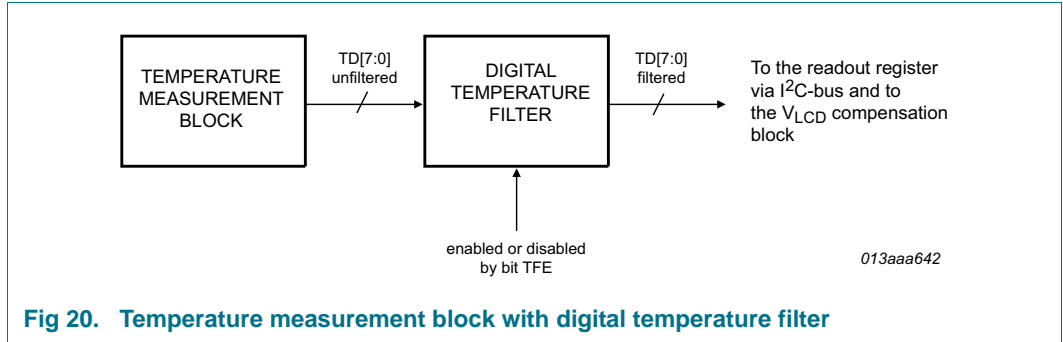 TEMPERATURE
MEASUREMENT
BLOCK
TD[7:0]
unfiltered
DIGITAL
TEMPERATURE
FILTER
TD[7:0]
filtered
To the readout register
via I2C-bus and to
the VLCD compensation
block
enabled or disabled
by bit TFE
013aaa642
Fig 20. Temperature measurement block with digital temperature filter